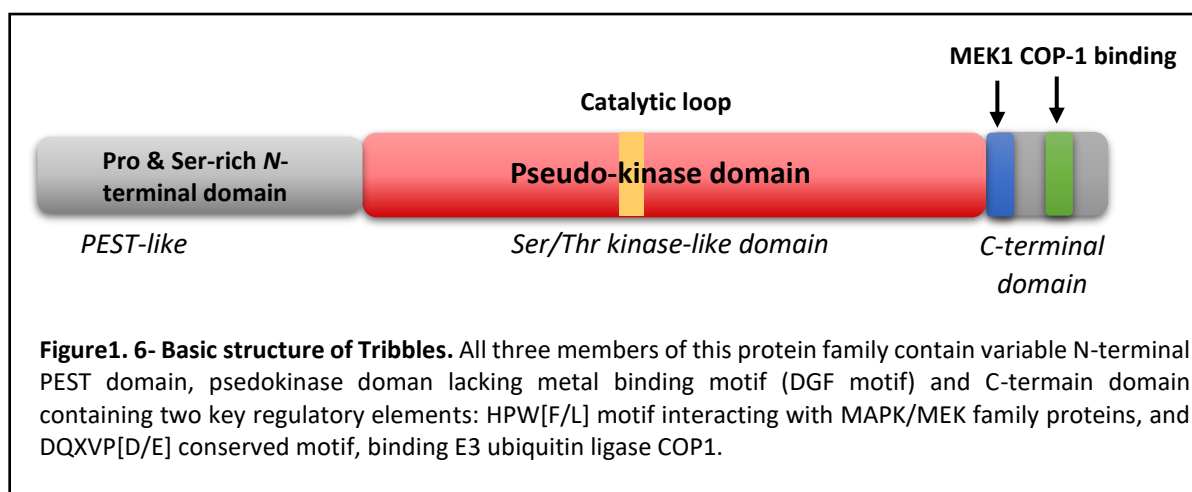 MEK1 COP-1 binding
Catalytic loop
Pro & Ser-rich N-
terminal domain
Pseudo-kinase domain
PEST-like
Ser/Thr kinase-like domain
C-terminal
domain
Figure1. 6- Basic structure of Tribbles. All three members of this protein family contain variable N-terminal
PEST domain, psedokinase doman lacking metal binding motif (DGF motif) and C-termain domain
containing two key regulatory elements: HPW[F/L] motif interacting with MAPK/MEK family proteins, and
DQXVP[D/E] conserved motif, binding E3 ubiquitin ligase COP1.